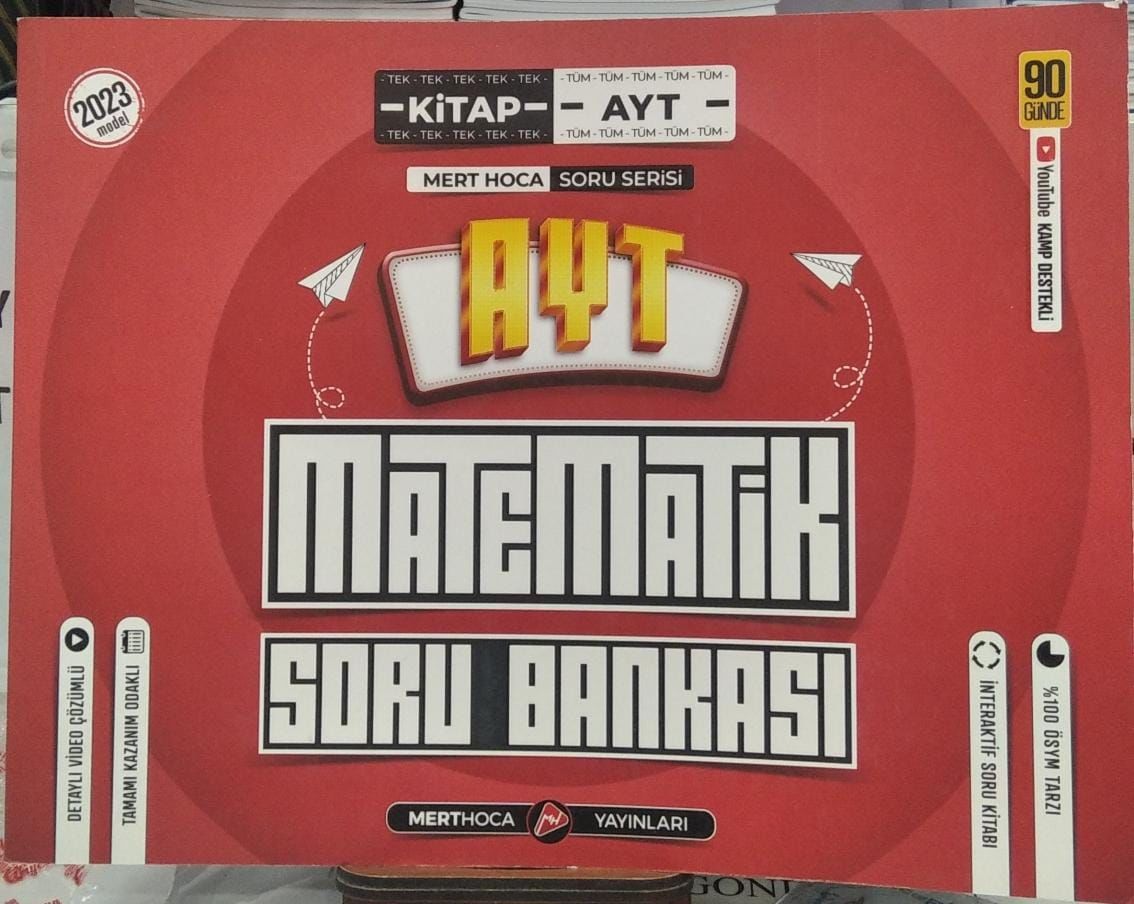 2023
model
- TEK - TEK - TEK - TEK - TEK -
- TÜM - TÜM - TÜM - TÜM - TÜM -
-KİTAP-
- AYT -
- TEK - TEK - TEK - TEK - TEK -
- TÜM - TÜM - TÜM - TÜM - TÜM -
90
GÜNDE
YouTube KAMP DESTEKLİ
MERT HOCA SORU SERİSİ
AYT
MATEMATİK
SORU BANKASI
DETAYLI VİDEO ÇÖZÜMLÜ
TAMAMI KAZANIM ODAKLI
İNTERAKTİF SORU KİTABI
%100 ÖSYM TARZI
MERTHOCA MH YAYINLARI